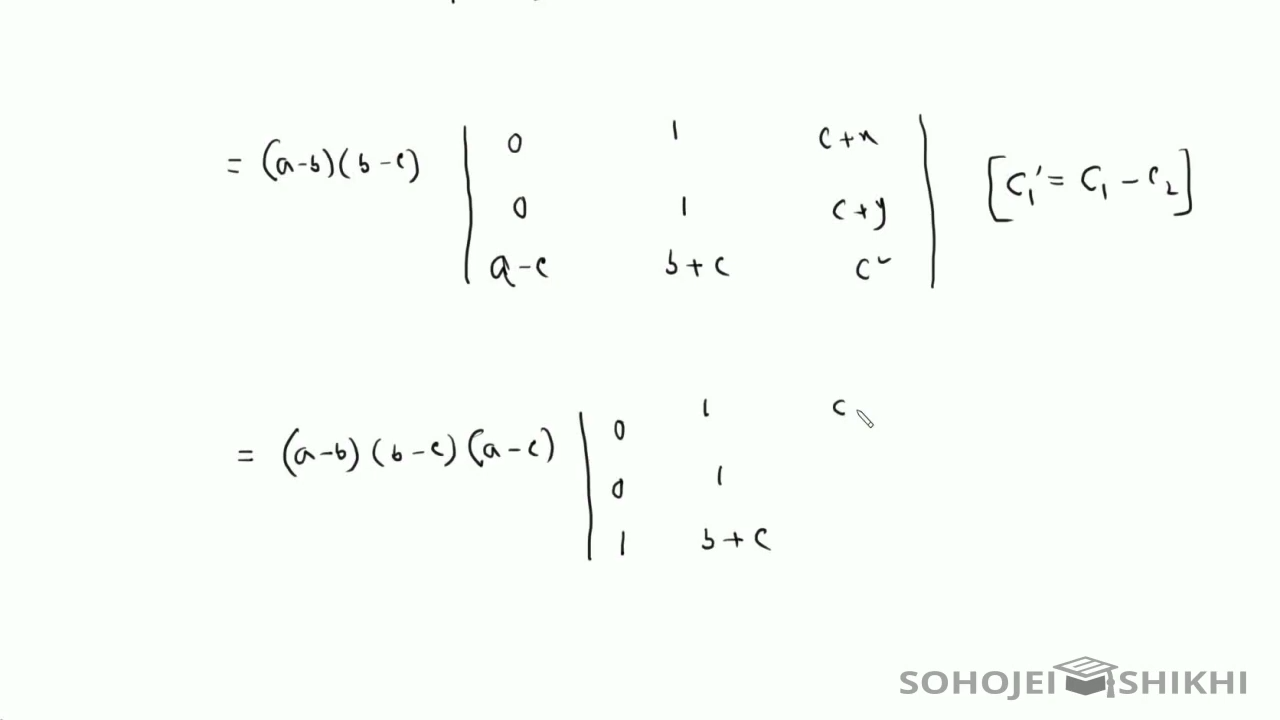 = (a-b)(b-c) | 0 1 c+x | [C₁' = C₁ - C₂]
0 1 c+y
a-c b+c c²
= (a-b)(b-c)(a-c) | 0 1 c
0 1
1 b+c
SOHOJEI SHIKHI